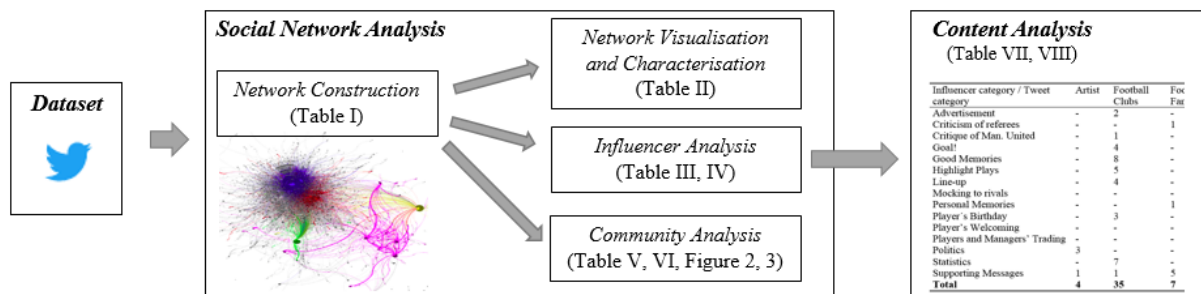 Dataset
Social Network Analysis
Network Construction
(Table I)
Network Visualisation
and Characterisation
(Table II)
Influencer Analysis
(Table III, IV)
Community Analysis
(Table V, VI, Figure 2, 3)
Content Analysis
(Table VII, VIII)
Influencer category / Tweet category Artist Football Clubs Foo Far
Advertisement - 2 -
Criticism of referees - - 1
Critique of Man. United - 1 -
Goal! - 4 -
Good Memories - 8 -
Highlight Plays - 5 -
Line-up - 4 -
Mocking to rivals - - -
Personal Memories - - 1
Player´s Birthday - 3 -
Player's Welcoming - - -
Players and Managers' Trading - - -
Politics 3 - -
Statistics - 7 -
Supporting Messages 1 1 5
Total 4 35 7